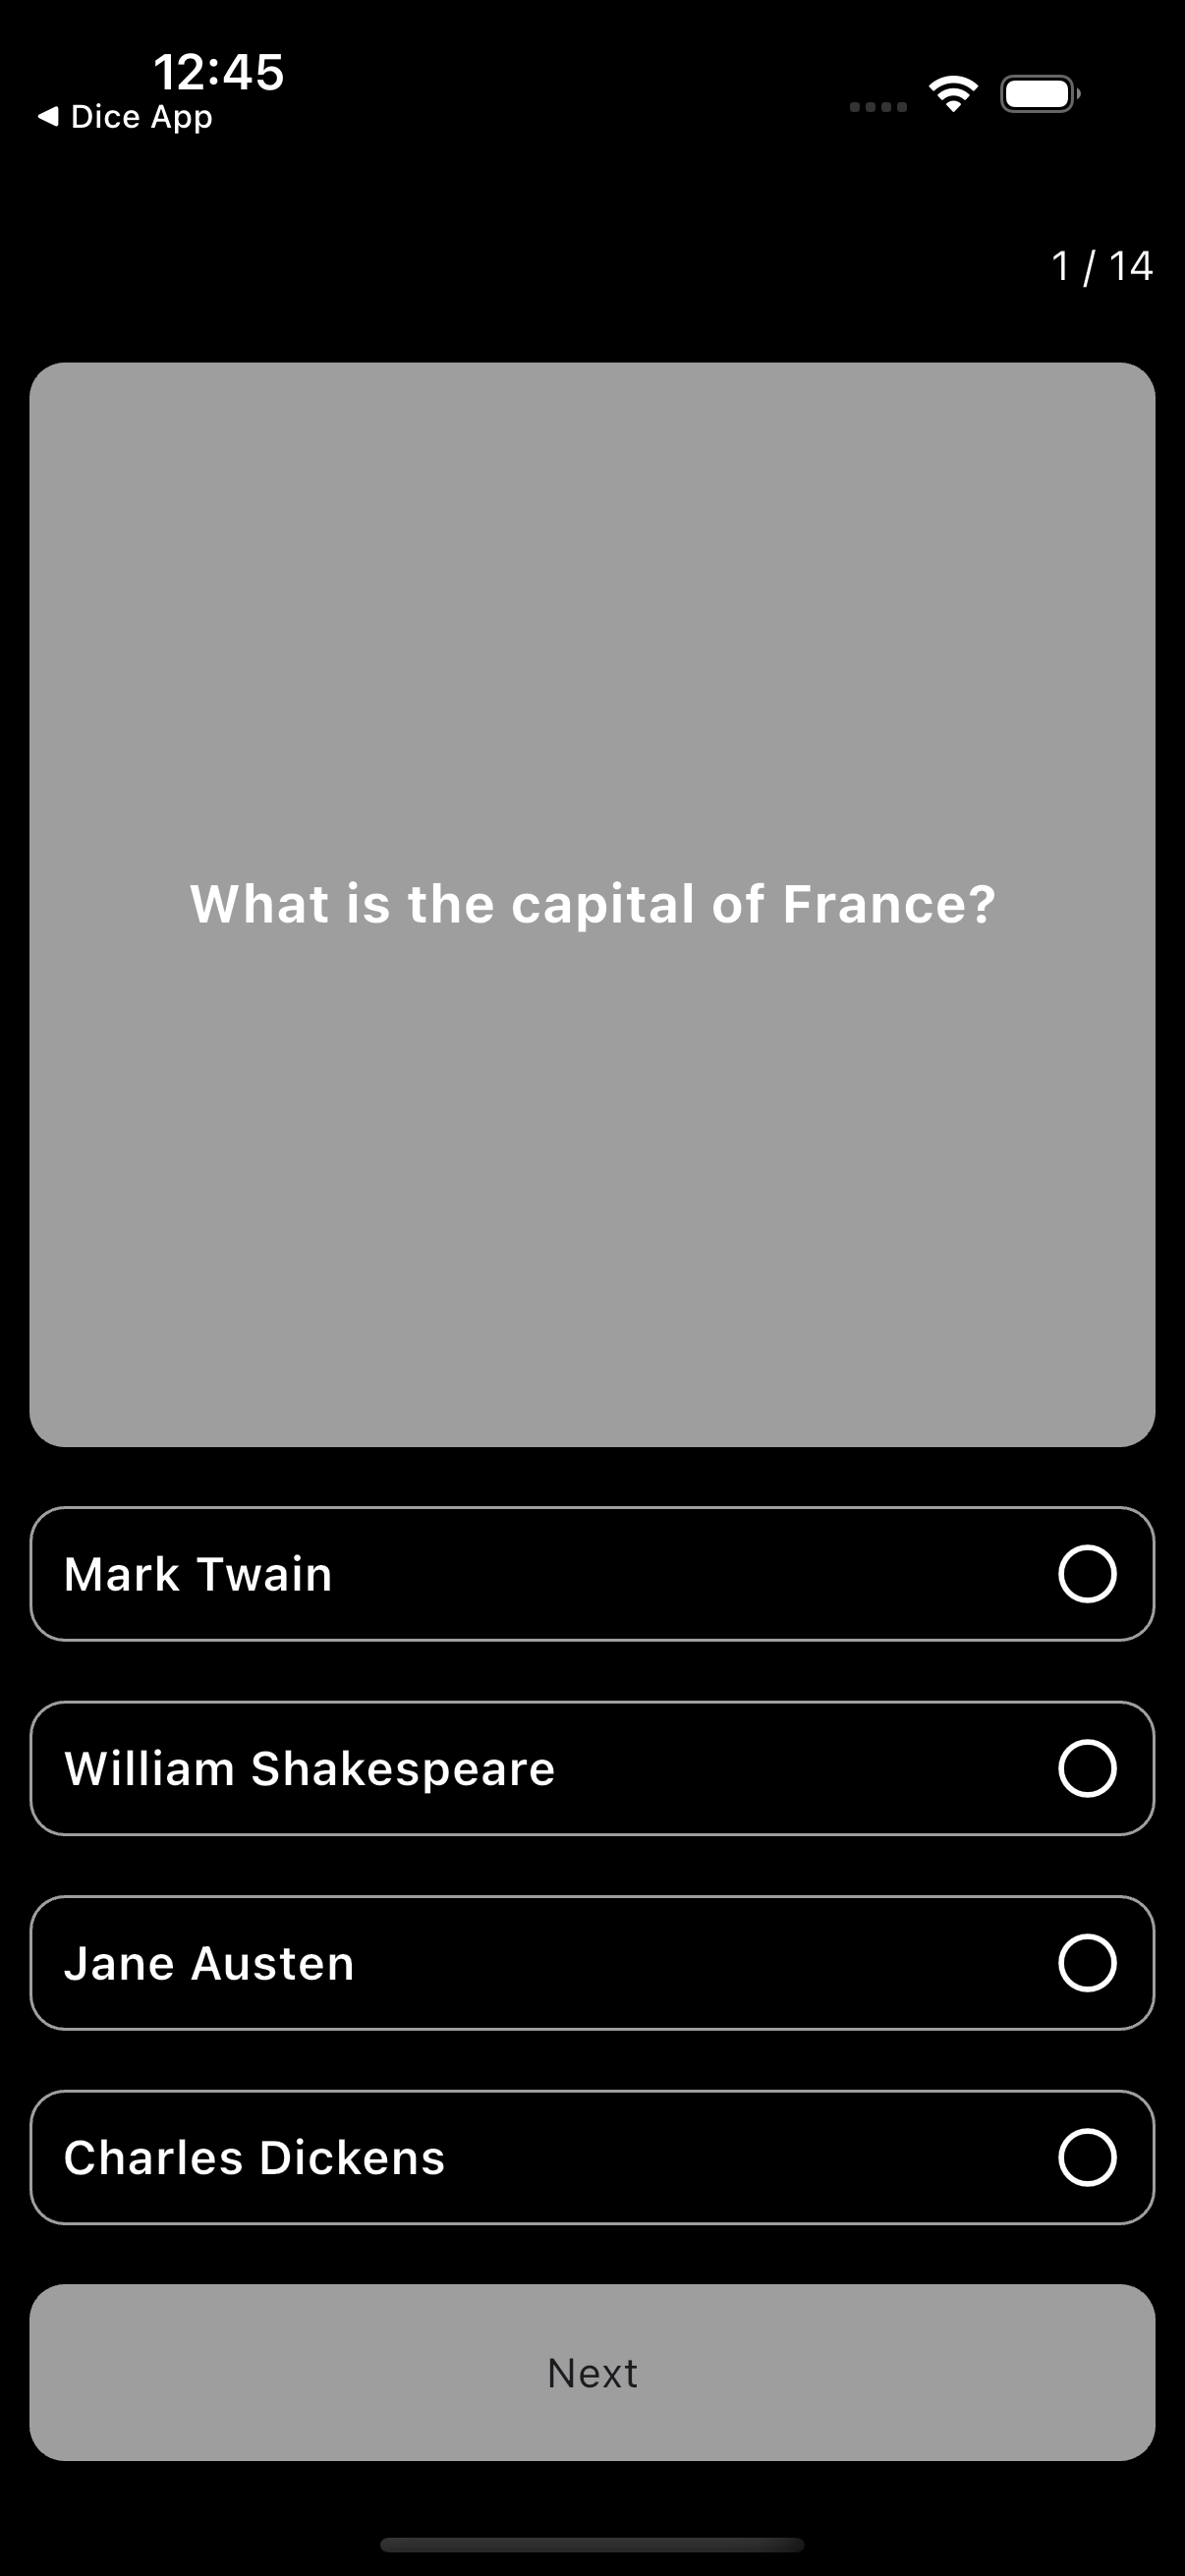 12:45
◀ Dice App
1 / 14
What is the capital of France?
Mark Twain
William Shakespeare
Jane Austen
Charles Dickens
Next